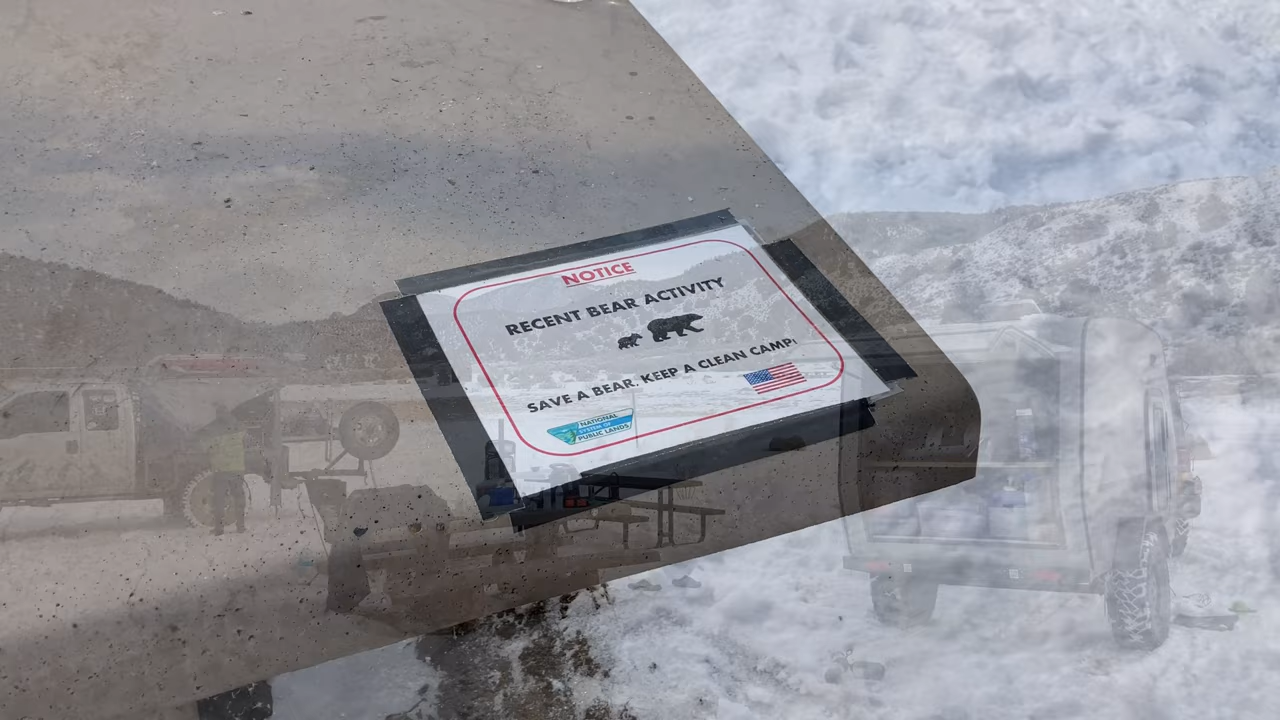 NOTICE
RECENT BEAR ACTIVITY
SAVE A BEAR. KEEP A CLEAN CAMP!
NATIONAL
SYSTEM OF
PUBLIC LANDS